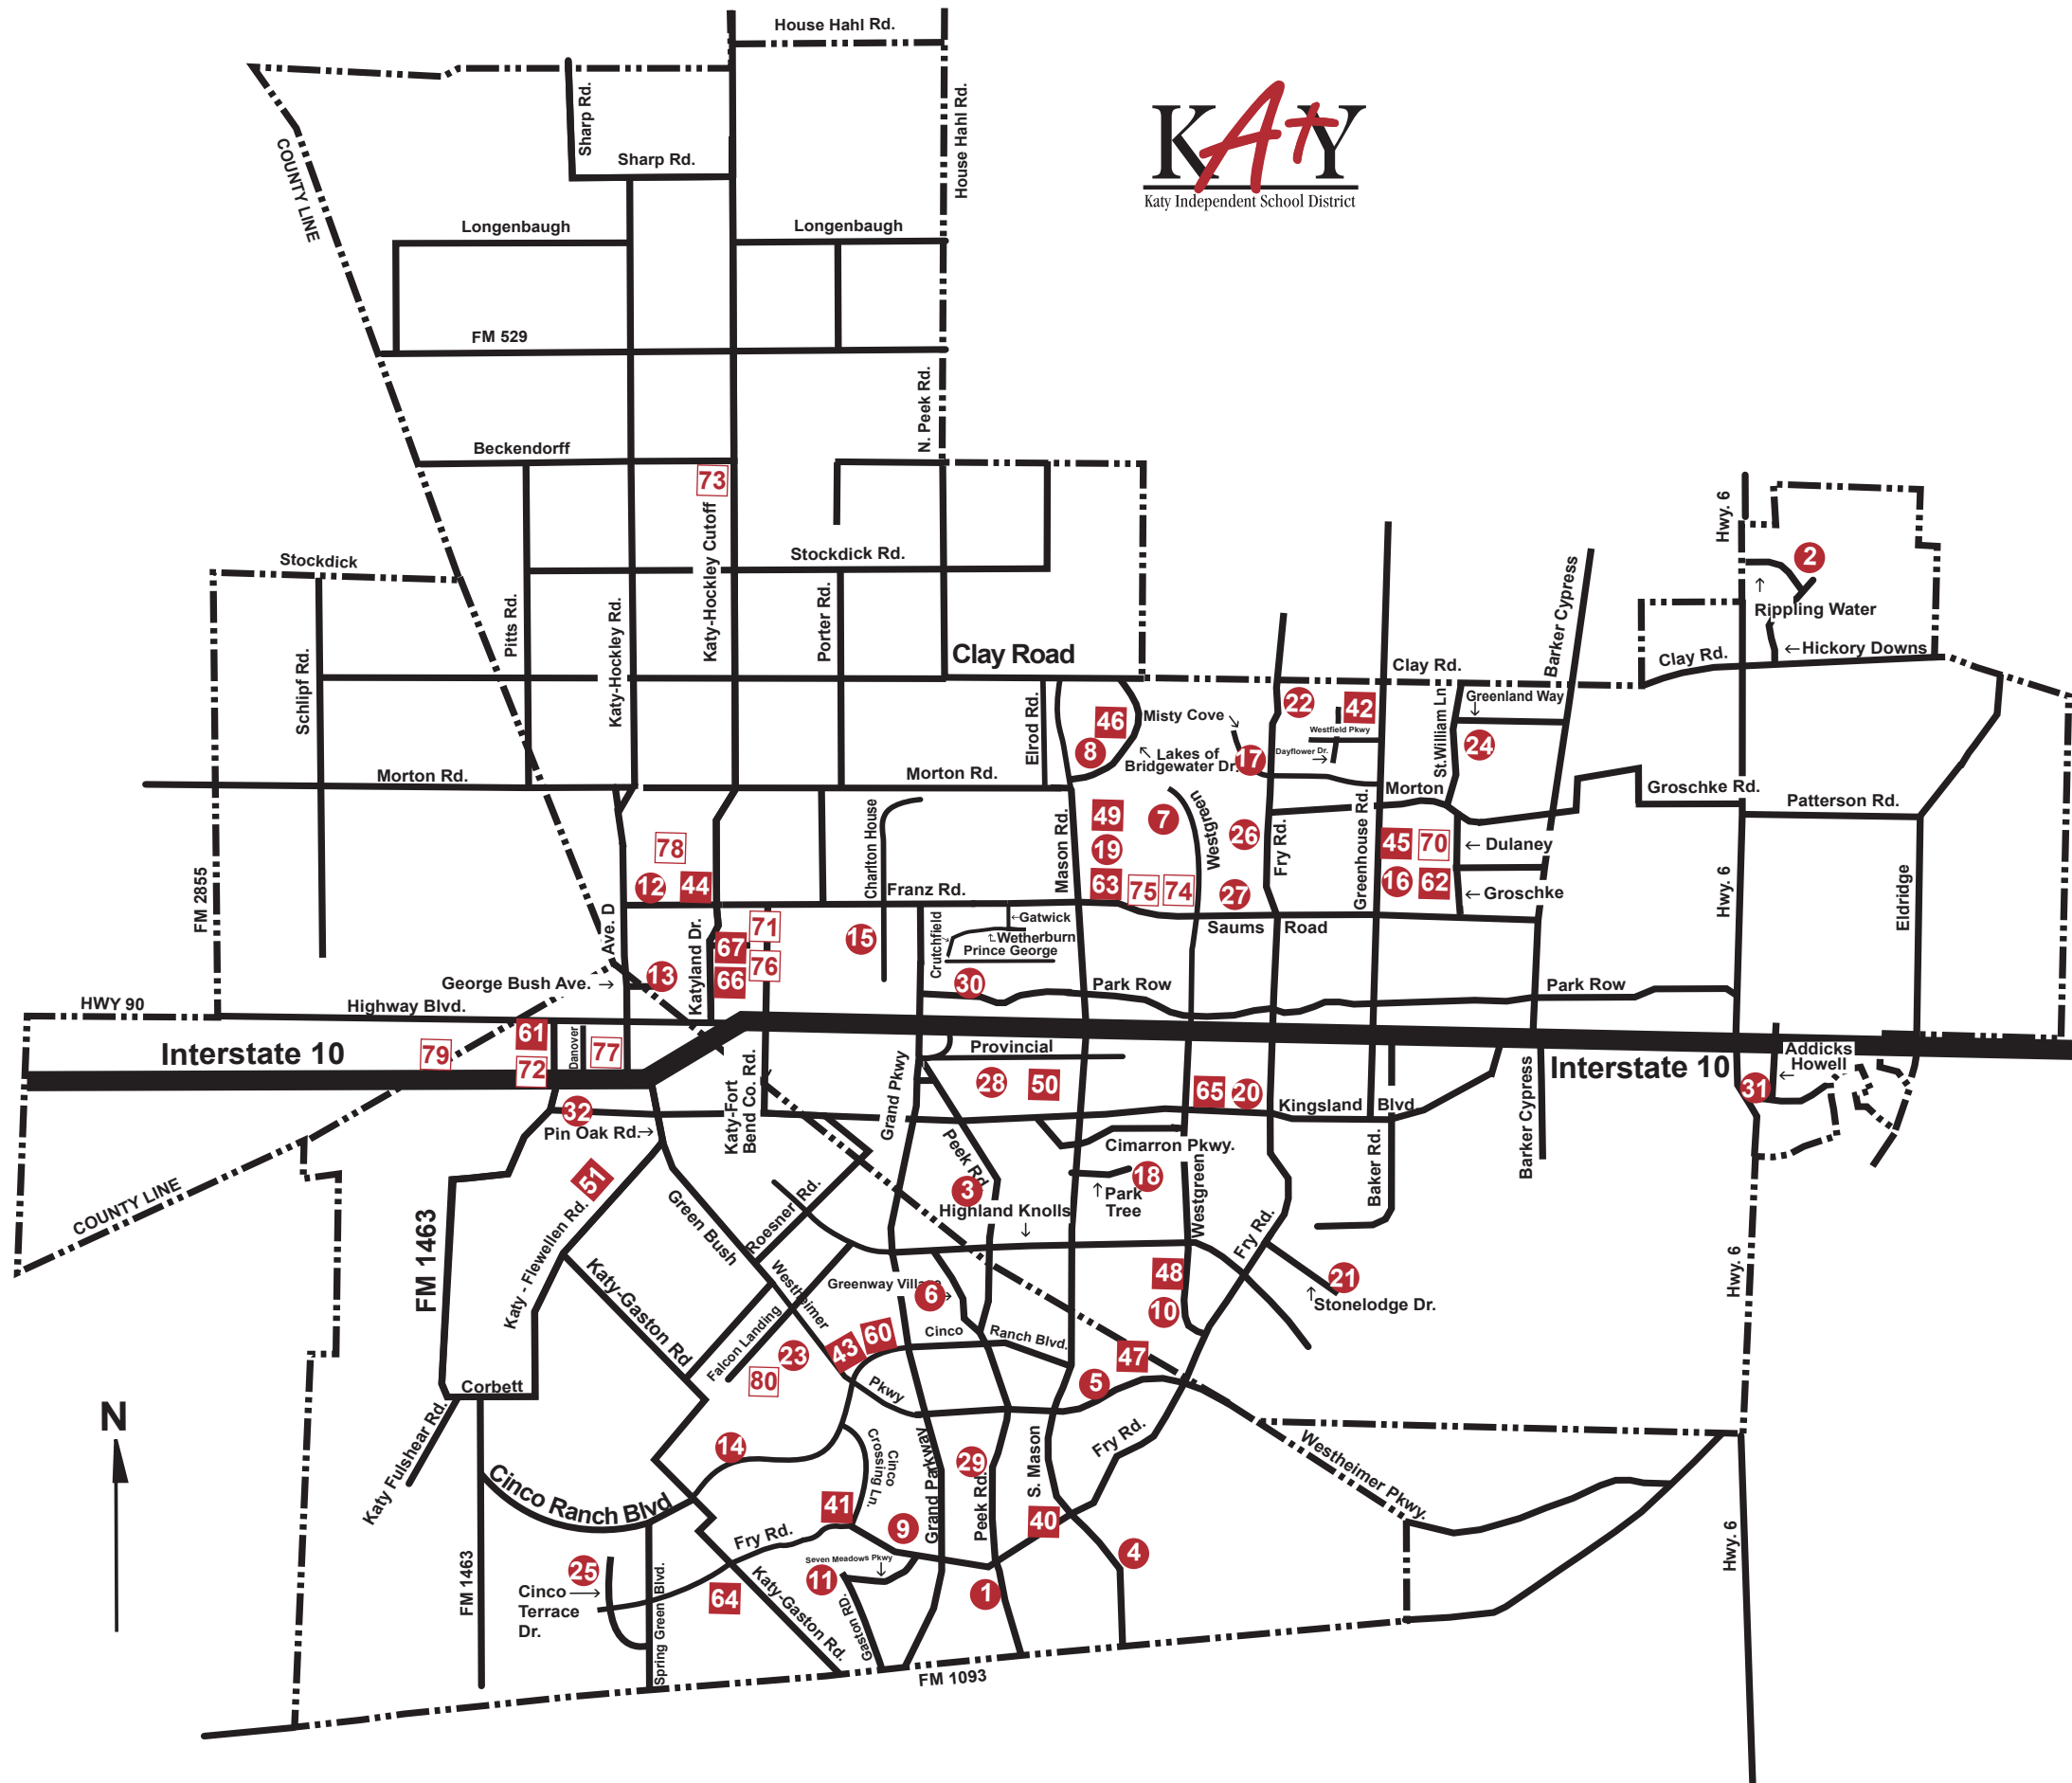 House Hahl Rd.
House Hahl Rd.
Sharp Rd.
Sharp Rd.
COUNTY LINE
KAtY
Katy Independent School District
Longenbaugh
Longenbaugh
FM 529
N. Peek Rd.
Beckendorff
73
Katy-Hockley Cutoff
Stockdick
Stockdick Rd.
Hwy. 6
2
Rippling Water
Hickory Downs
Barker Cypress
Pitts Rd.
Katy-Hockley Rd.
Porter Rd.
Schlipf Rd.
Clay Road
Clay Rd.
Clay Rd.
Elrod Rd.
46
8
Misty Cove
Lakes of
Bridgewater Dr.
17
22
42
Westfield Pkwy
Dayflower Dr.
St.William Ln
Greenland Way
24
Morton Rd.
Morton Rd.
Morton
Groschke Rd.
Patterson Rd.
FM 2855
78
12
44
Charlton House
Mason Rd.
49
7
19
63
75
74
Westgreen
26
27
Fry Rd.
Greenhouse Rd.
45
70
16
62
Dulaney
Groschke
Hwy. 6
Eldridge
Franz Rd.
Saums
Road
Ave. D
Katyland Dr.
71
67
76
66
15
Crutchfield
Gatwick
Wetherburn
Prince George
30
George Bush Ave.
13
Park Row
Park Row
HWY 90
Highway Blvd.
61
Danover
77
72
79
Interstate 10
Interstate 10
Provincial
28
50
65
20
Kingsland
Blvd
Addicks
Howell
31
32
Pin Oak Rd.
Katy-Fort
Bend Co. Rd.
Grand Pkwy
Peek Rd
3
Cimarron Pkwy.
18
Park
Tree
Westgreen
Baker Rd.
Barker Cypress
Highland Knolls
COUNTY LINE
51
FM 1463
Katy - Flewellen Rd.
Green Bush
Roesner Rd.
Katy-Gaston Rd
Westheimer
Falcon Landing
Greenway Village
6
48
10
Fry Rd.
21
Stonelodge Dr.
Hwy. 6
43
60
23
80
Cinco
Ranch Blvd.
47
5
Pkwy
Corbett
Katy Fulshear Rd.
N
14
Cinco
Crossing Ln.
Grand Parkway
29
Peek Rd.
S. Mason
Fry Rd.
Westheimer Pkwy.
Cinco Ranch Blvd
41
9
40
4
Fry Rd.
Seven Meadows Pkwy
11
1
25
Cinco
Terrace
Dr.
FM 1463
Spring Green Blvd.
64
Katy-Gaston Rd.
Gaston RD.
Hwy. 6
FM 1093